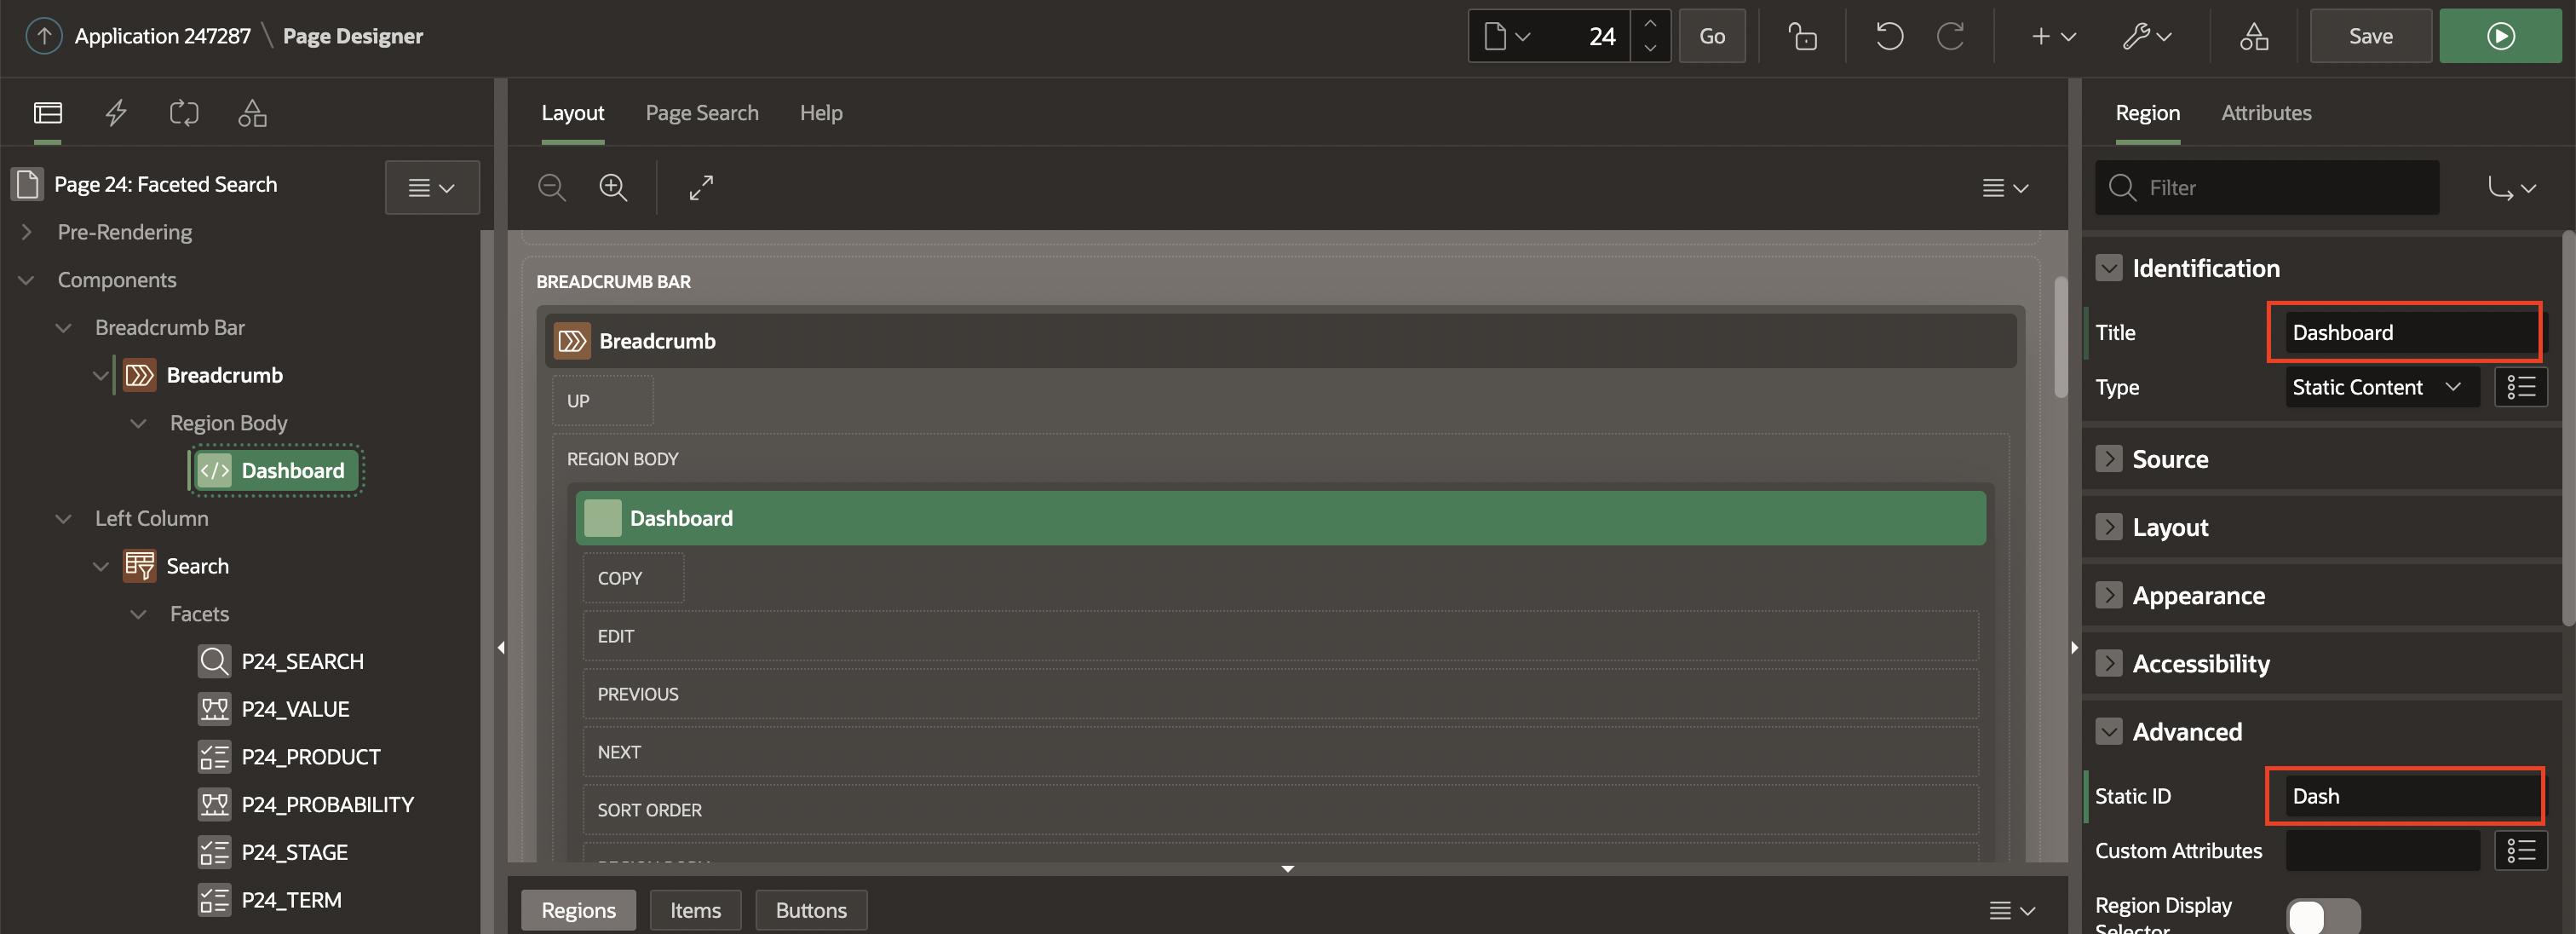 Application 247287 \ Page Designer
24
Go
Save
Page 24: Faceted Search
Pre-Rendering
Components
Breadcrumb Bar
Breadcrumb
Region Body
</> Dashboard
Left Column
Search
Facets
P24_SEARCH
P24_VALUE
P24_PRODUCT
P24_PROBABILITY
P24_STAGE
P24_TERM
Layout Page Search Help
BREADCRUMB BAR
Breadcrumb
UP
REGION BODY
Dashboard
COPY
EDIT
PREVIOUS
NEXT
SORT ORDER
REGION BODY
Regions Items Buttons
Region Attributes
Filter
Identification
Title Dashboard
Type Static Content
Source
Layout
Appearance
Accessibility
Advanced
Static ID Dash
Custom Attributes
Region Display
Selector